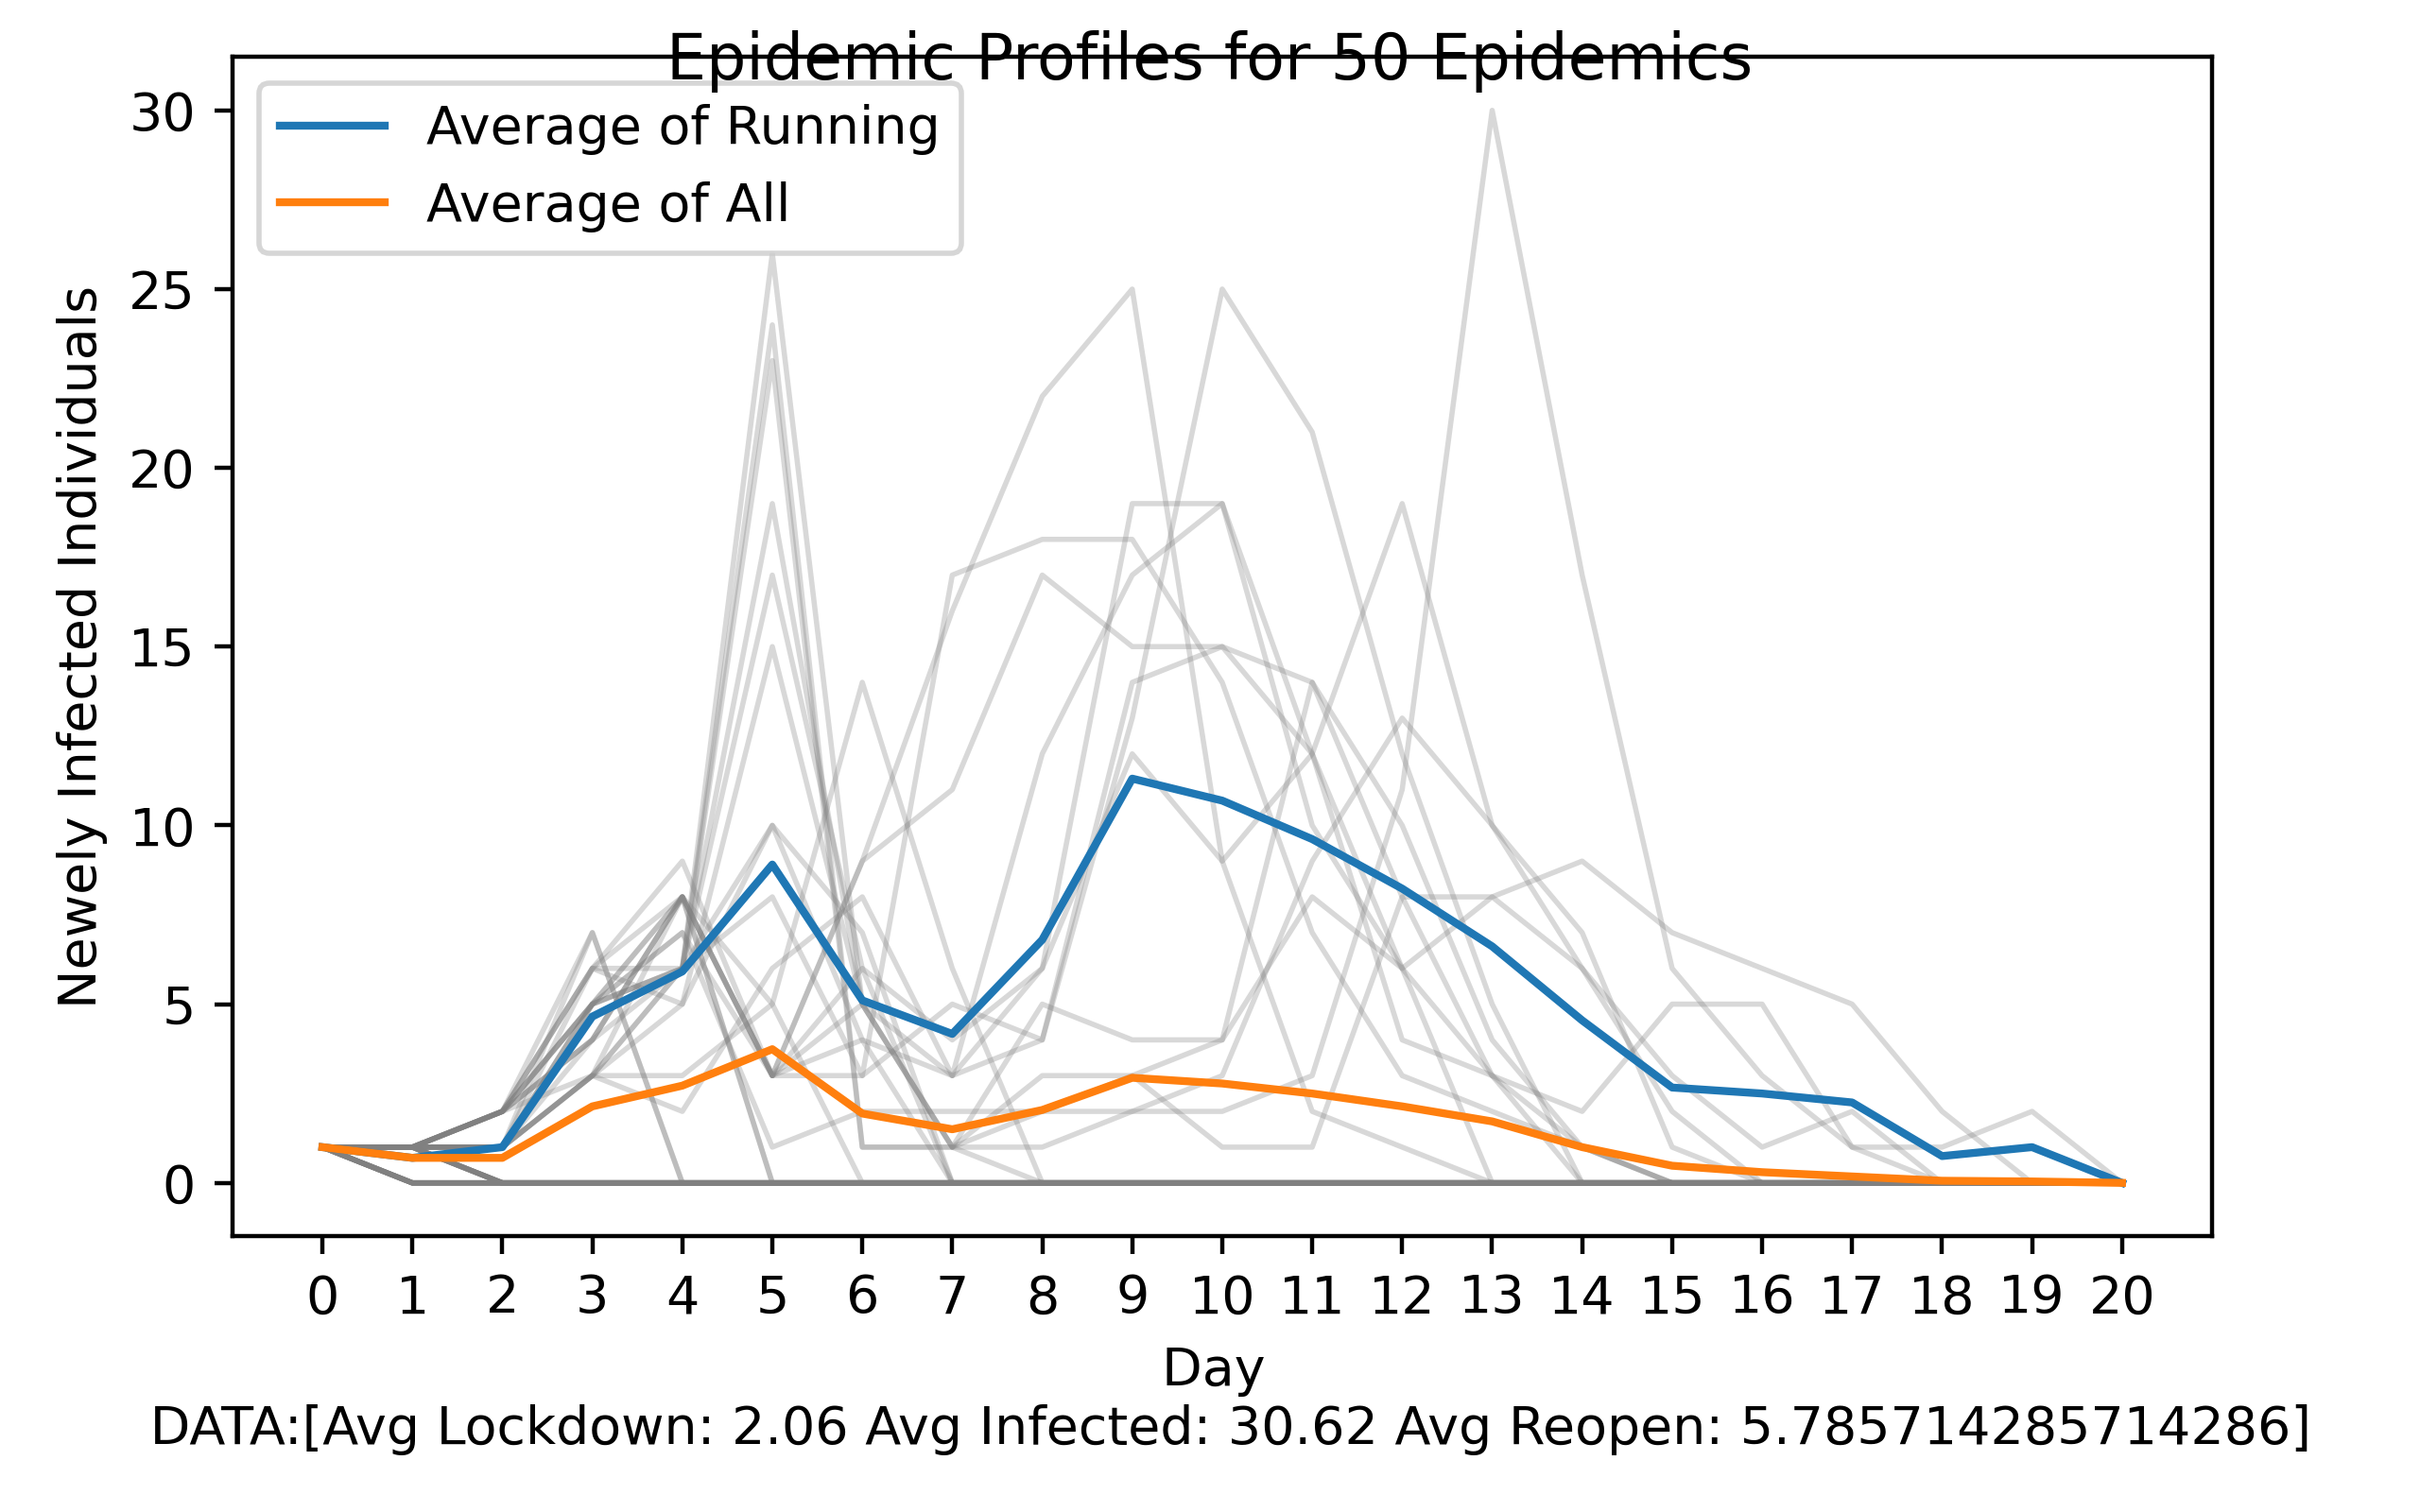 Epidemic Profiles for 50 Epidemics
Average of Running
Average of All
Newely Infected Individuals
30
25
20
15
10
5
0
0 1 2 3 4 5 6 7 8 9 10 11 12 13 14 15 16 17 18 19 20
Day
DATA:[Avg Lockdown: 2.06 Avg Infected: 30.62 Avg Reopen: 5.785714285714286]